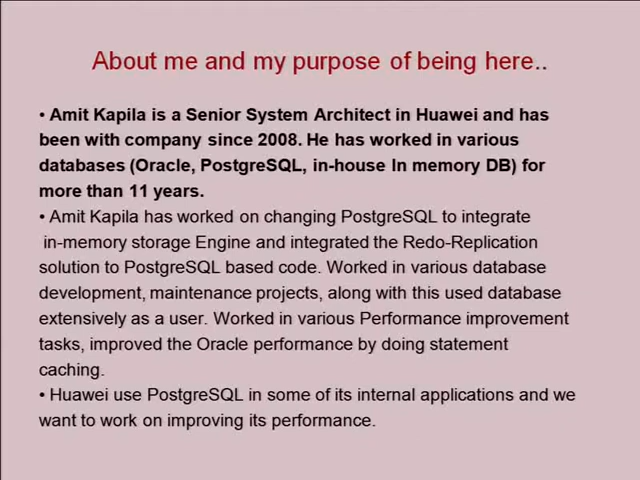 About me and my purpose of being here..
• Amit Kapila is a Senior System Architect in Huawei and has
been with company since 2008. He has worked in various
databases (Oracle, PostgreSQL, in-house In memory DB) for
more than 11 years.
• Amit Kapila has worked on changing PostgreSQL to integrate
in-memory storage Engine and integrated the Redo-Replication
solution to PostgreSQL based code. Worked in various database
development, maintenance projects, along with this used database
extensively as a user. Worked in various Performance improvement
tasks, improved the Oracle performance by doing statement
caching.
• Huawei use PostgreSQL in some of its internal applications and we
want to work on improving its performance.